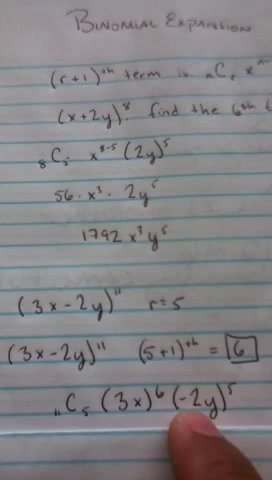 BINOMIAL EXPANSION
(r+1)ᵗʰ term is ₙCᵣ xⁿ
(x+2y)⁸ find the 6ᵗʰ
₈C₅ x⁸⁻⁵ (2y)⁵
56 · x³ · 2y⁵
1792 x³y⁵
(3x-2y)¹¹ r=5
(3x-2y)¹¹ (5+1)ᵗʰ = 6
₁₁C₅ (3x)⁶ (-2y)⁵